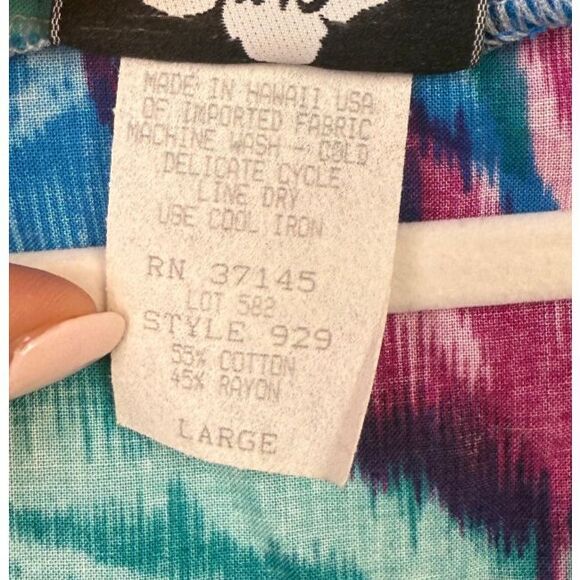 MADE IN HAWAII USA
OF IMPORTED FABRIC
MACHINE WASH - COLD
DELICATE CYCLE
LINE DRY
USE COOL IRON
RN 37145
LOT 582
STYLE 929
55% COTTON
45% RAYON
LARGE